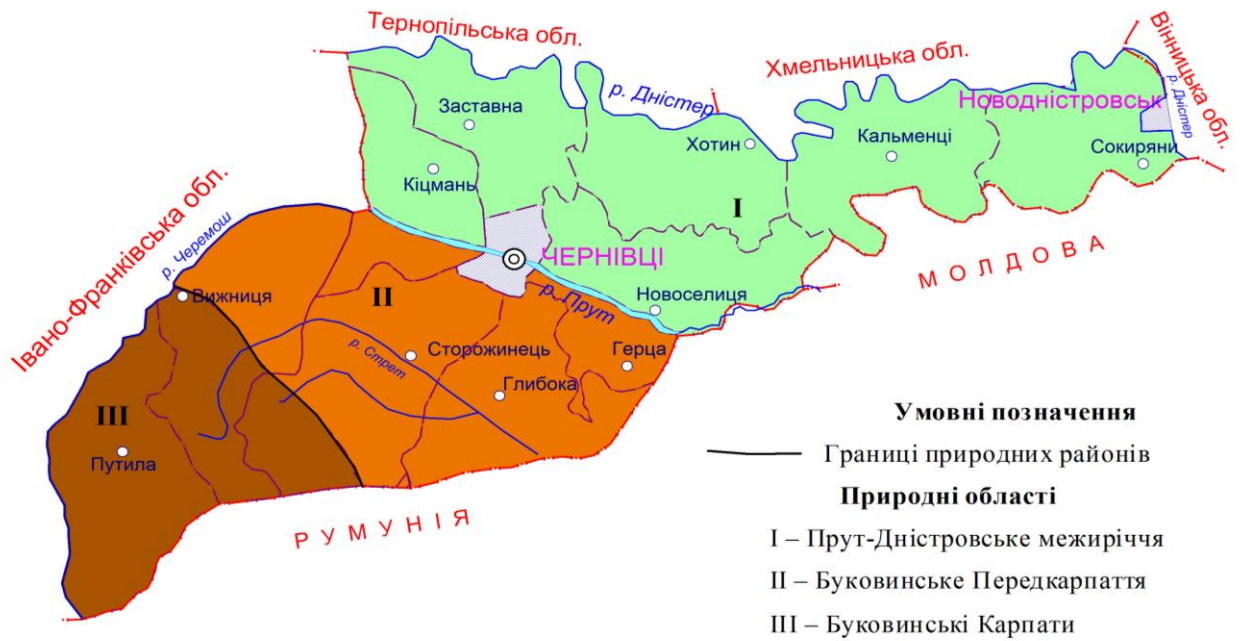 Тернопільська обл.
Хмельницька обл.
Вінницька обл.
р. Дністер
р. Дністер
Заставна
Новодністровськ
Хотин
Кальменці
Сокиряни
Кіцмань
I
Івано-Франківська обл.
р. Черемош
ЧЕРНІВЦІ
МОЛДОВА
Вижниця
II
р. Прут
Новоселиця
р. Стрет
Сторожинець
Герца
Глибока
III
Путила
РУМУНІЯ
Умовні позначення
Границі природних районів
Природні області
I – Прут-Дністровське межиріччя
II – Буковинське Передкарпаття
III – Буковинські Карпати